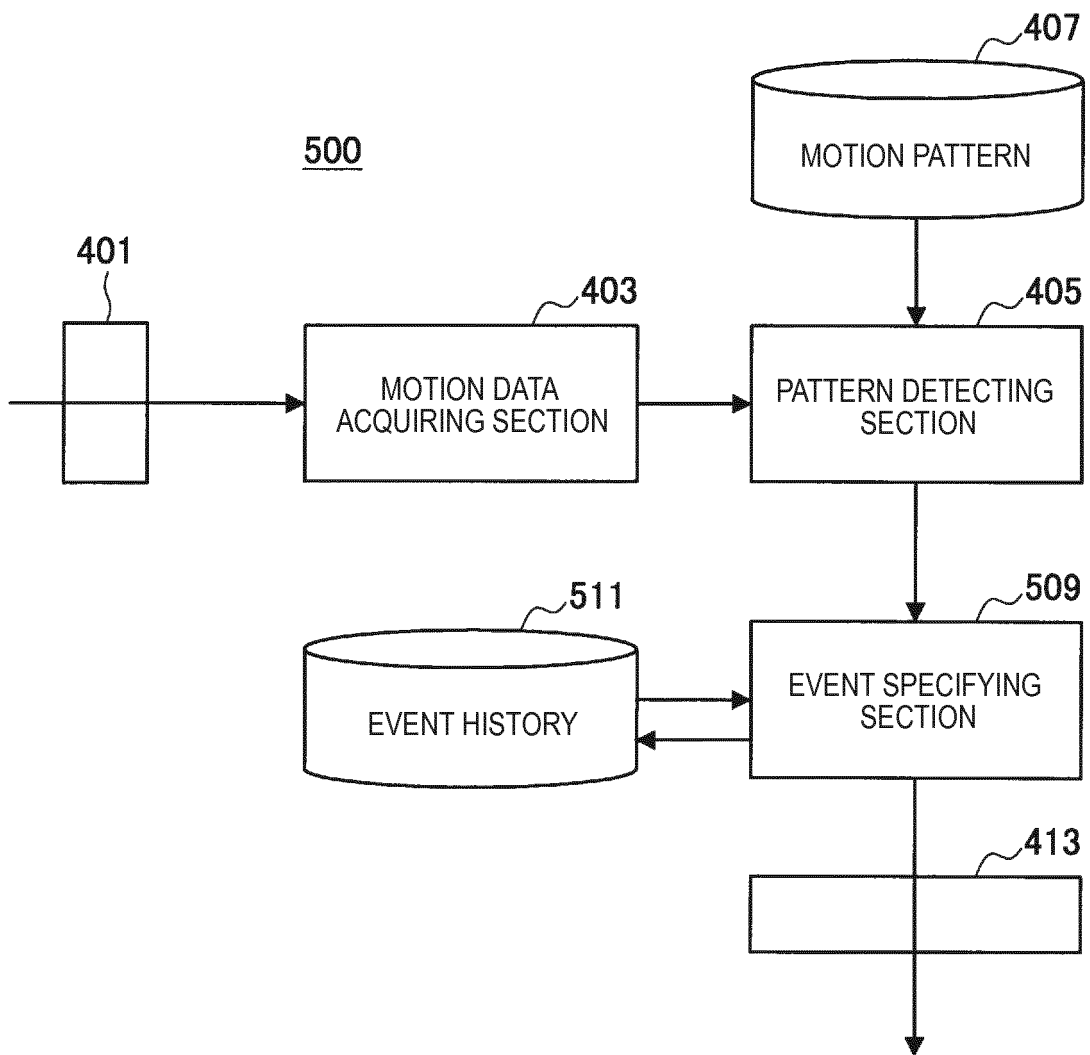 407
MOTION PATTERN
500
401
403
405
MOTION DATA
ACQUIRING SECTION
PATTERN DETECTING
SECTION
511
509
EVENT HISTORY
EVENT SPECIFYING
SECTION
413